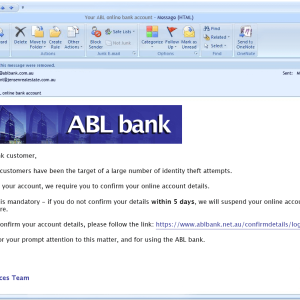 Your ABL online bank account - Message (HTML)
Delete Move to Folder Create Rule Other Actions Block Sender Safe Lists Not Junk Categorize Follow Up Mark as Unread Find Related Select Send to OneNote
Actions Junk E-mail Options Find OneNote
this message were removed.
@ablbank.com.au Sent:
@jensenrealestate.com.au
online bank account
ABL bank
k customer,
customers have been the target of a large number of identity theft attempts.
your account, we require you to confirm your online account details.
is mandatory – if you do not confirm your details within 5 days, we will suspend your online acco
re.
onfirm your account details, please follow the link: https://www.ablbank.net.au/confirmdetails/log
or your prompt attention to this matter, and for using the ABL bank.
ces Team